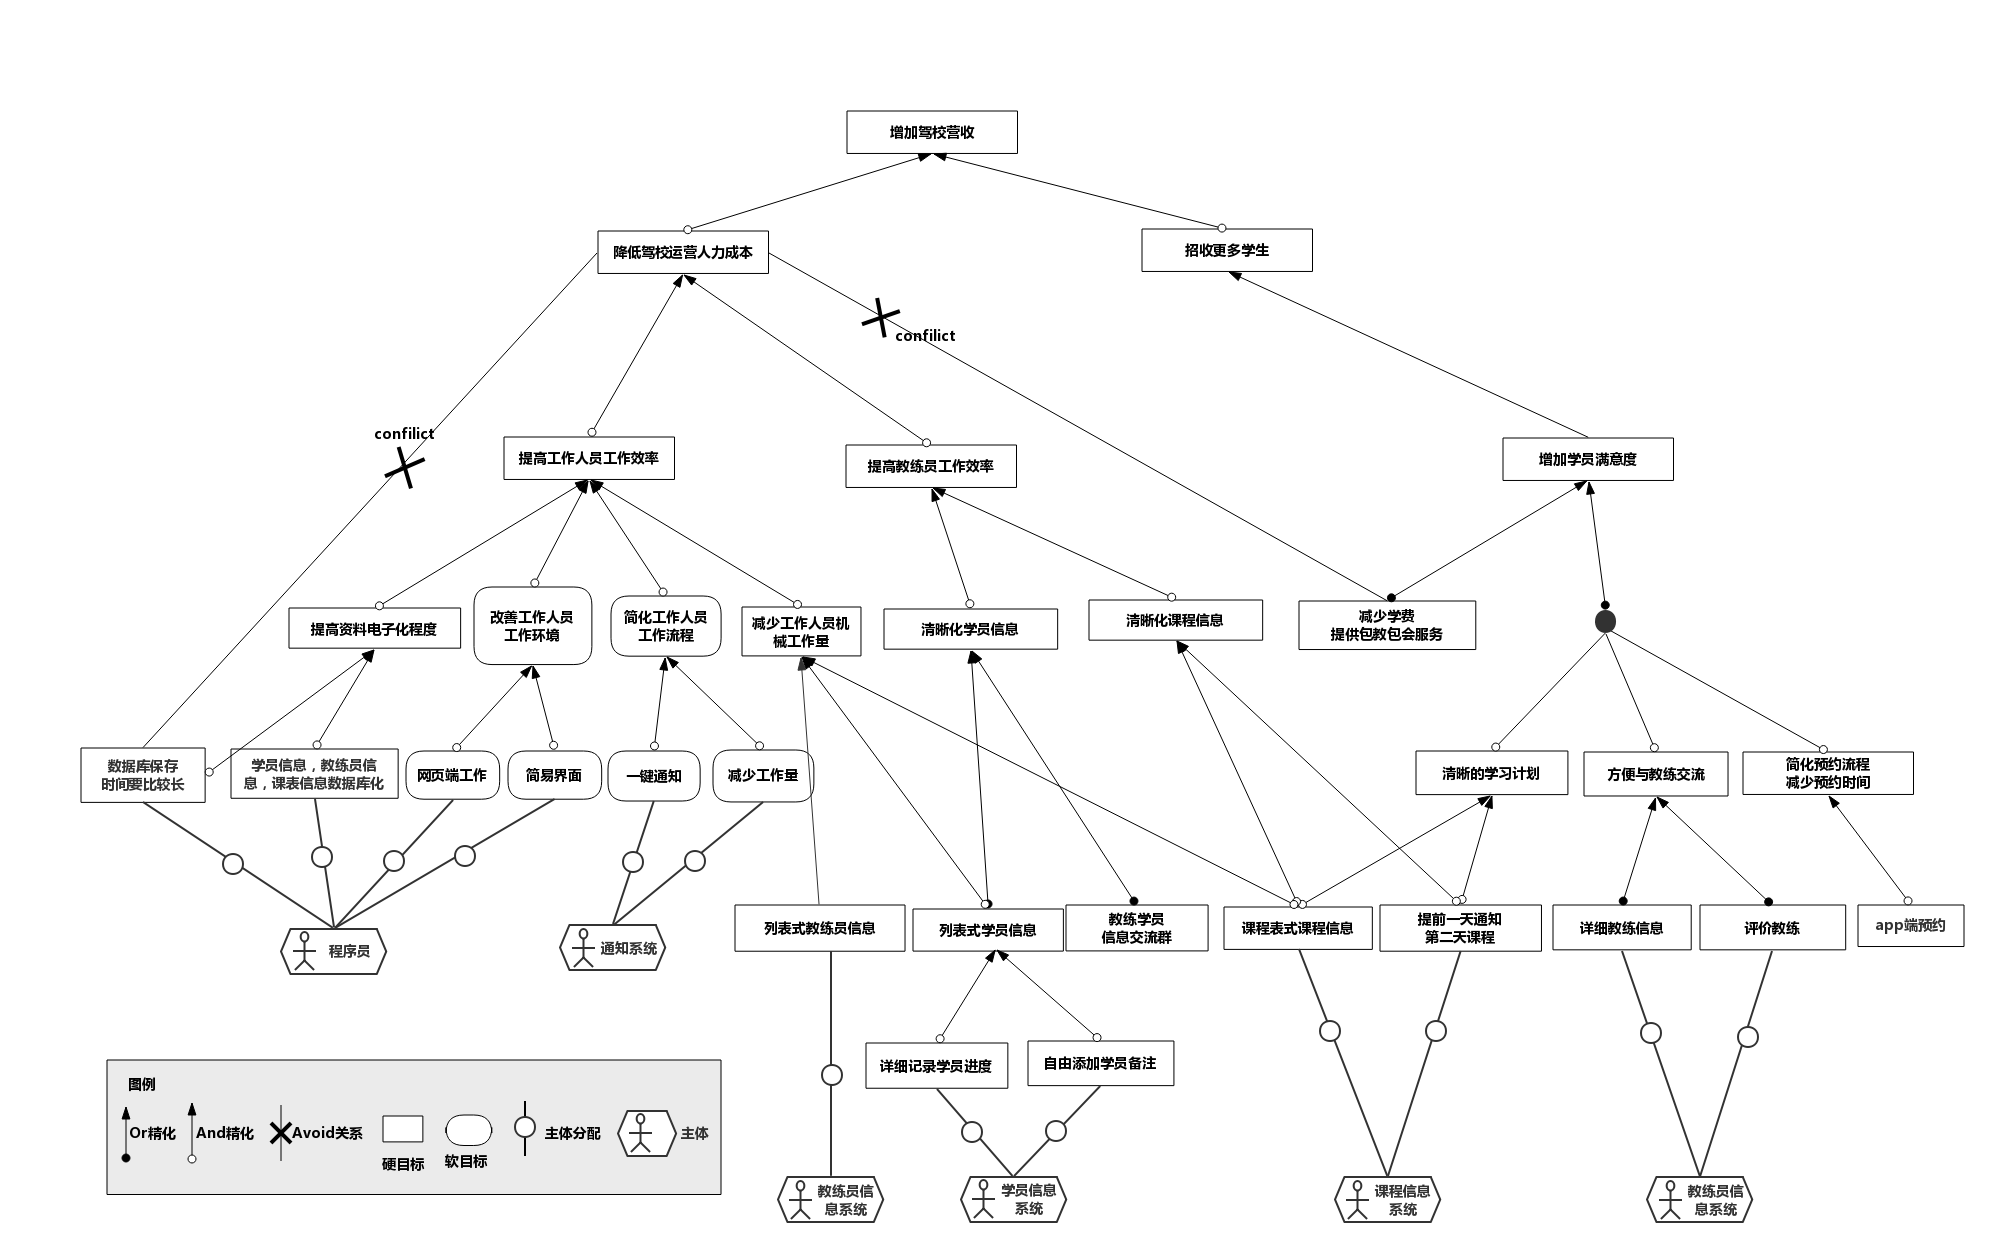 增加驾校营收
降低驾校运营人力成本
招收更多学生
confilict
confilict
提高工作人员工作效率
提高教练员工作效率
增加学员满意度
提高资料电子化程度
改善工作人员
工作环境
简化工作人员
工作流程
减少工作人员机
械工作量
清晰化学员信息
清晰化课程信息
减少学费
提供包教包会服务
数据库保存
时间要比较长
学员信息，教练员信
息，课表信息数据库化
网页端工作
简易界面
一键通知
减少工作量
清晰的学习计划
方便与教练交流
简化预约流程
减少预约时间
列表式教练员信息
列表式学员信息
教练学员
信息交流群
课程表式课程信息
提前一天通知
第二天课程
详细教练信息
评价教练
app端预约
程序员
通知系统
详细记录学员进度
自由添加学员备注
图例
Or精化
And精化
Avoid关系
硬目标
软目标
主体分配
主体
教练员信
息系统
学员信息
系统
课程信息
系统
教练员信
息系统